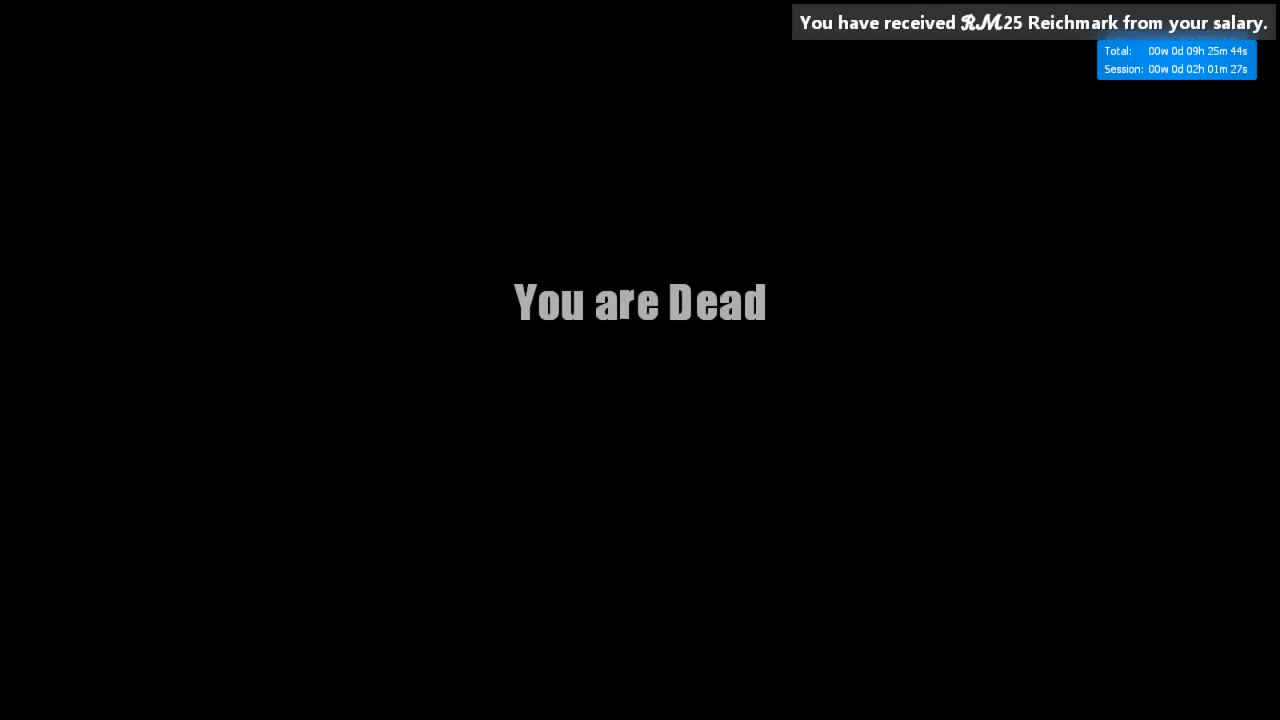 You have received ℛℳ25 Reichmark from your salary.
Total: 00w 0d 09h 25m 44s
Session: 00w 0d 02h 01m 27s
You are Dead